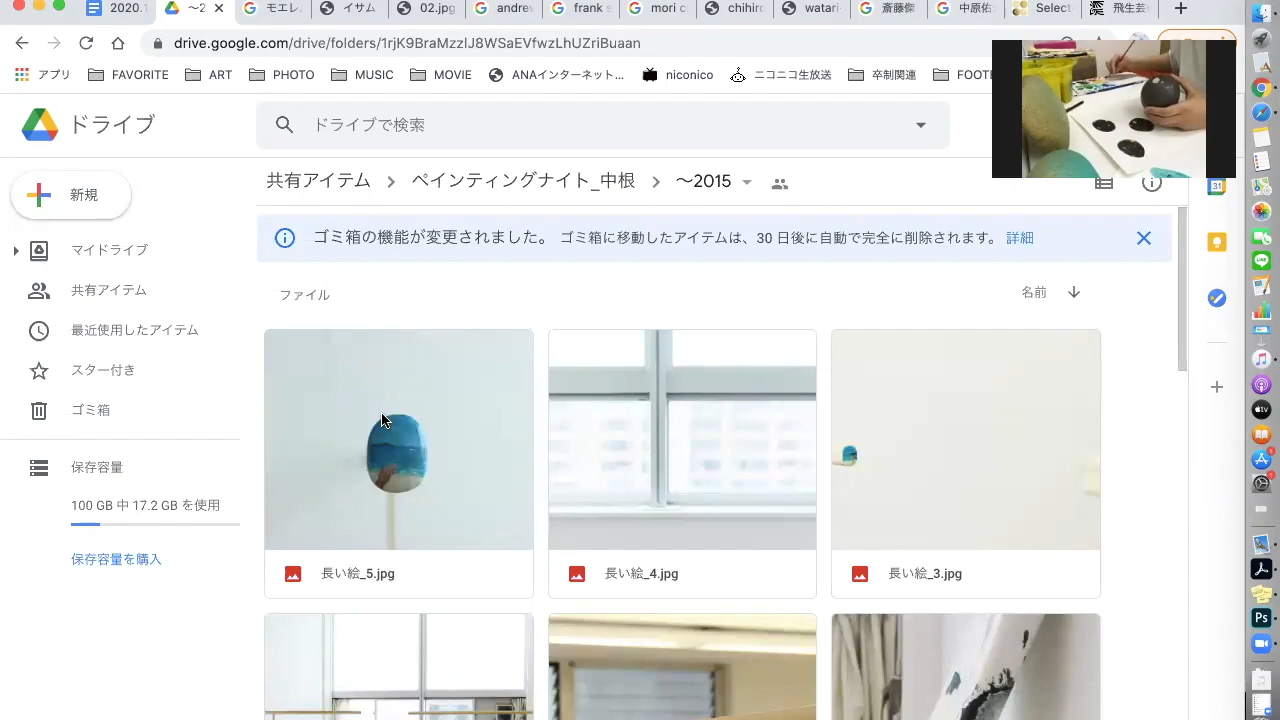 2020.1
〜2
モエレ
イサム
02.jpg
andre
frank s
mori c
chihiro
watari
斎藤傑
中原佑
Select
飛生芸
drive.google.com/drive/folders/
アプリ
FAVORITE
ART
PHOTO
MUSIC
MOVIE
ANAインターネット...
niconico
ニコニコ生放送
卒制関連
FOOTE
ドライブ
ドライブで検索
新規
共有アイテム
ペインティングナイト_中根
〜2015
31
ゴミ箱の機能が変更されました。 ゴミ箱に移動したアイテムは、30 日後に自動で完全に削除されます。 詳細
マイドライブ
共有アイテム
最近使用したアイテム
スター付き
ゴミ箱
保存容量
100 GB 中 17.2 GB を使用
保存容量を購入
ファイル
名前
長い絵_5.jpg
長い絵_4.jpg
長い絵_3.jpg
LINE
tv
Ps